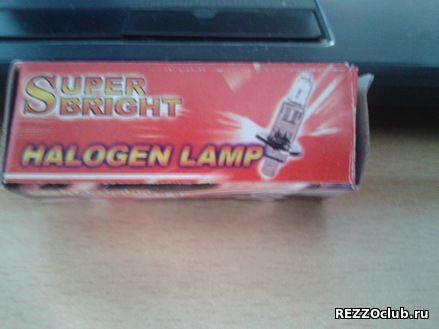 SUPER
BRIGHT
HALOGEN LAMP
REZZOclub.ru